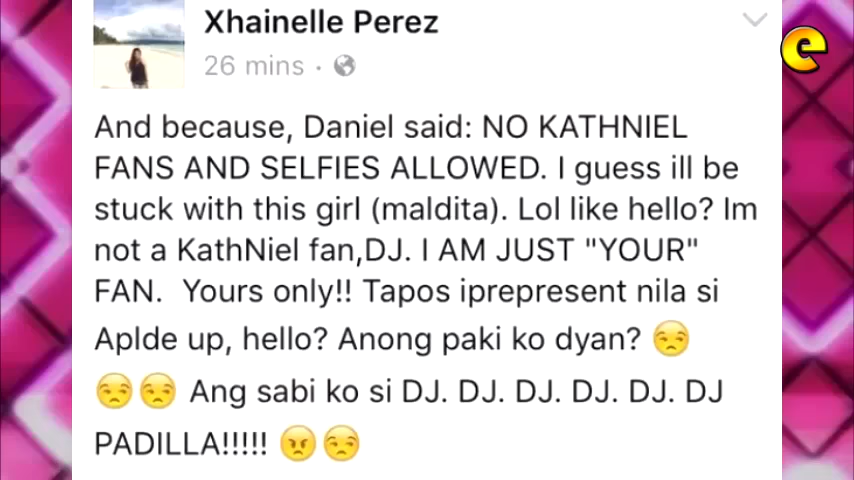 Xhainelle Perez
26 mins ·
e
And because, Daniel said: NO KATHNIEL
FANS AND SELFIES ALLOWED. I guess ill be
stuck with this girl (maldita). Lol like hello? Im
not a KathNiel fan,DJ. I AM JUST "YOUR"
FAN. Yours only!! Tapos iprepresent nila si
Aplde up, hello? Anong paki ko dyan? 😒
😒😒 Ang sabi ko si DJ. DJ. DJ. DJ. DJ. DJ
PADILLA!!!!! 😠😒